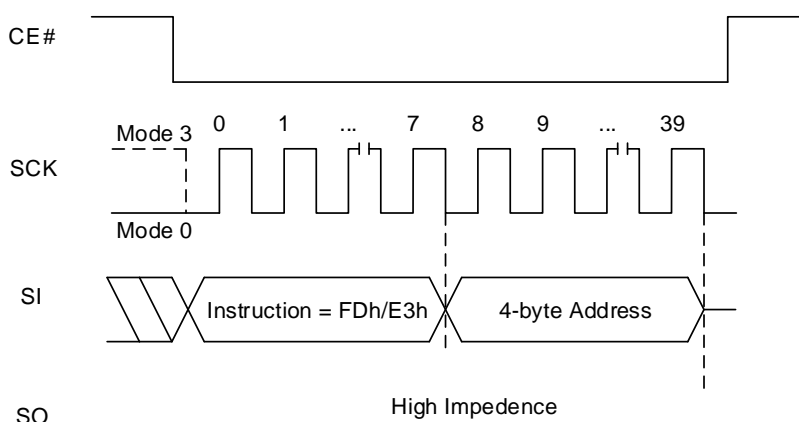 CE#
Mode 3 0 1 ... 7 8 9 ... 39
SCK
Mode 0
SI Instruction = FDh/E3h 4-byte Address
High Impedence
SO